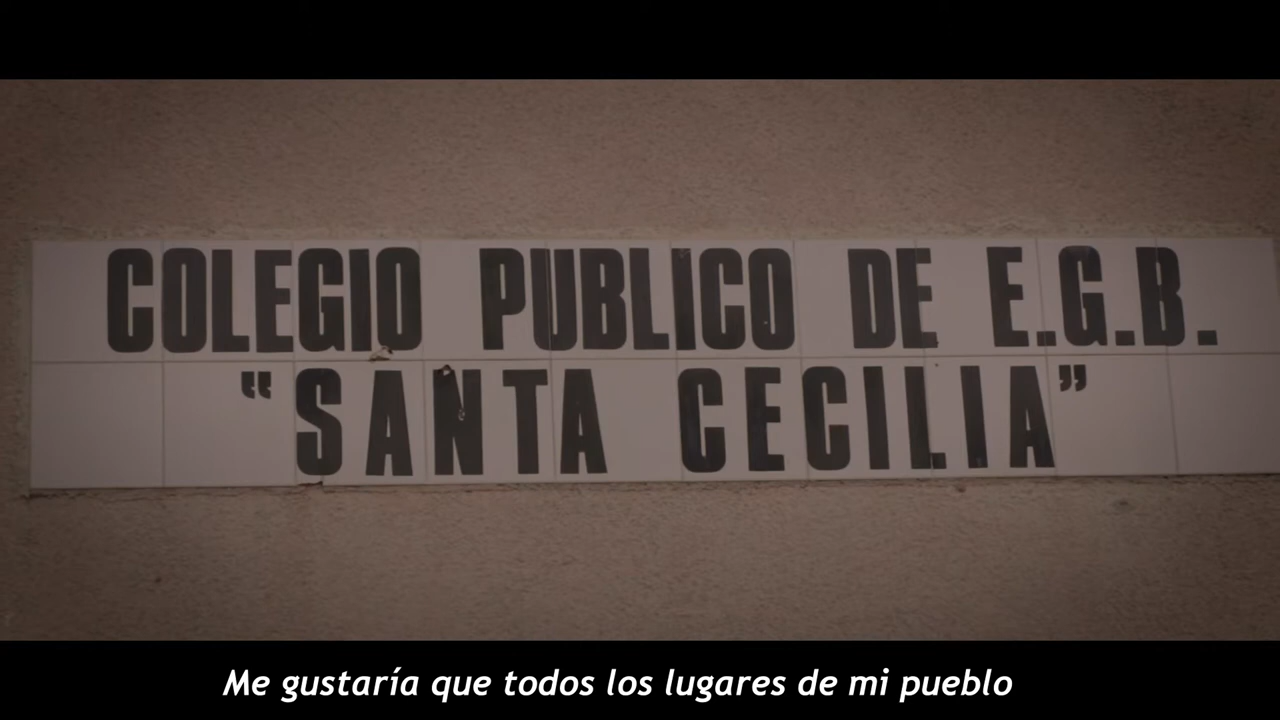 COLEGIO PUBLICO DE E.G.B.
“SANTA CECILIA”
Me gustaría que todos los lugares de mi pueblo